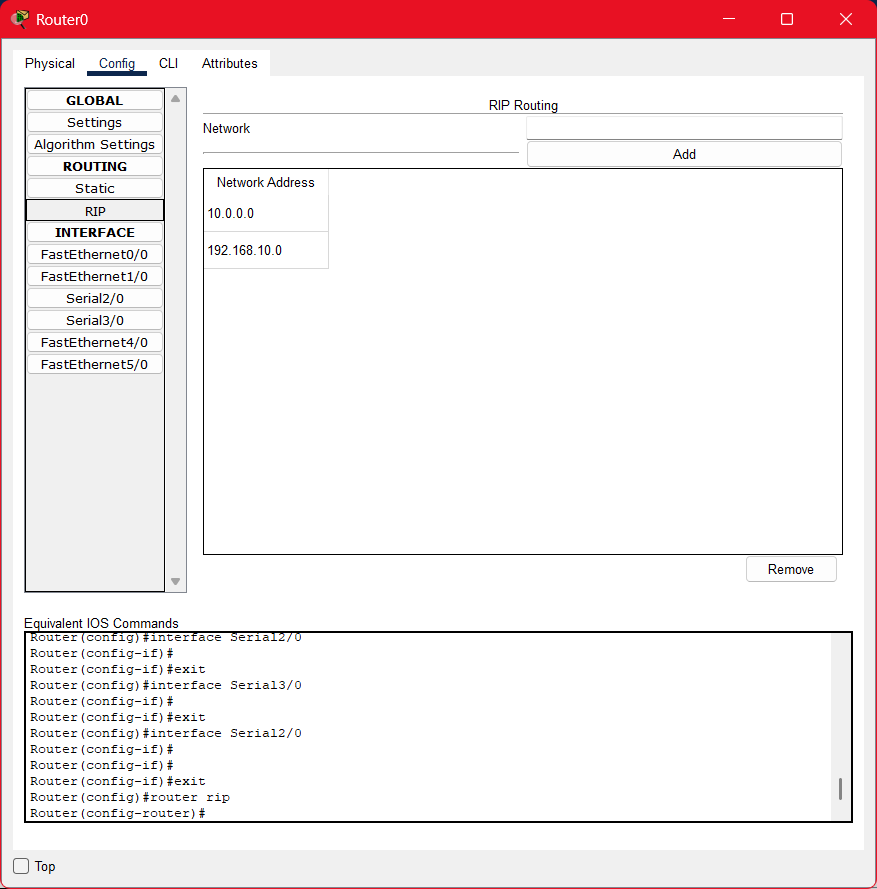 Router0
Physical Config CLI Attributes
GLOBAL
Settings
Algorithm Settings
ROUTING
Static
RIP
INTERFACE
FastEthernet0/0
FastEthernet1/0
Serial2/0
Serial3/0
FastEthernet4/0
FastEthernet5/0
RIP Routing
Network
Add
Network Address
10.0.0.0
192.168.10.0
Remove
Equivalent IOS Commands
Router(config)#interface Serial2/0
Router(config-if)#
Router(config-if)#exit
Router(config)#interface Serial3/0
Router(config-if)#
Router(config-if)#exit
Router(config)#interface Serial2/0
Router(config-if)#
Router(config-if)#
Router(config-if)#exit
Router(config)#router rip
Router(config-router)#
Top